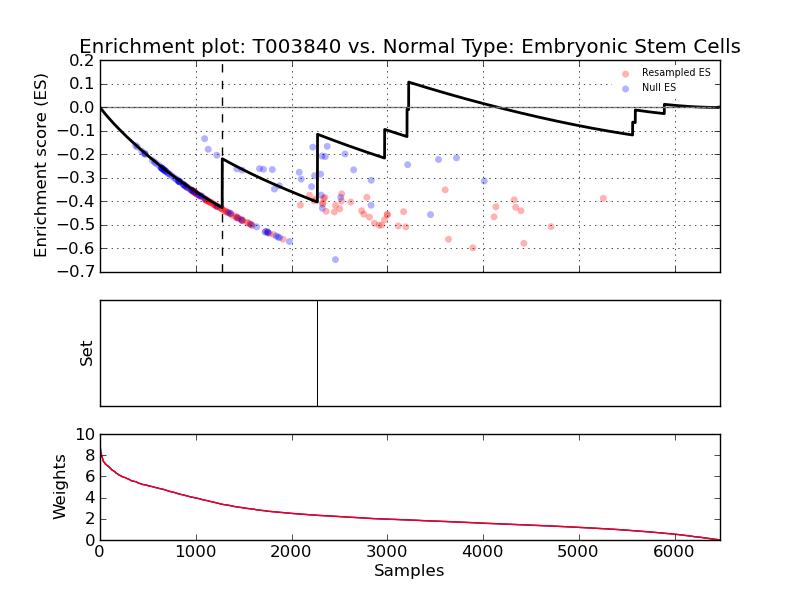 Enrichment plot: T003840 vs. Normal Type: Embryonic Stem Cells
Enrichment score (ES)
0.2
0.1
0.0
−0.1
−0.2
−0.3
−0.4
−0.5
−0.6
−0.7
Resampled ES
Null ES
Set
Weights
10
8
6
4
2
0
0 1000 2000 3000 4000 5000 6000
Samples